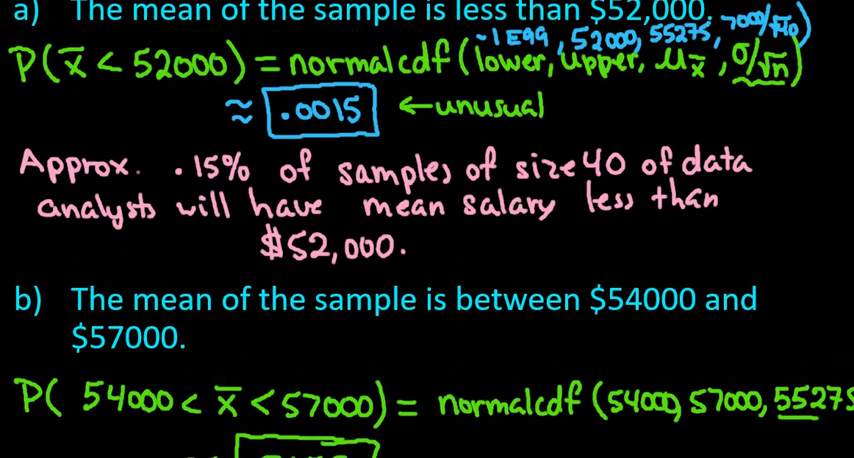 a) The mean of the sample is less than $52,000.
-1E99, 52000, 55275, 7000/√40)
P(x̄ < 52000) = normalcdf(lower, upper, μx̄, σ/√n)
≈ .0015 ← unusual
Approx. .15% of samples of size 40 of data
analysts will have mean salary less than
$52,000.
b) The mean of the sample is between $54000 and
$57000.
P( 54000 < x̄ < 57000) = normalcdf (54000, 57000, 55275